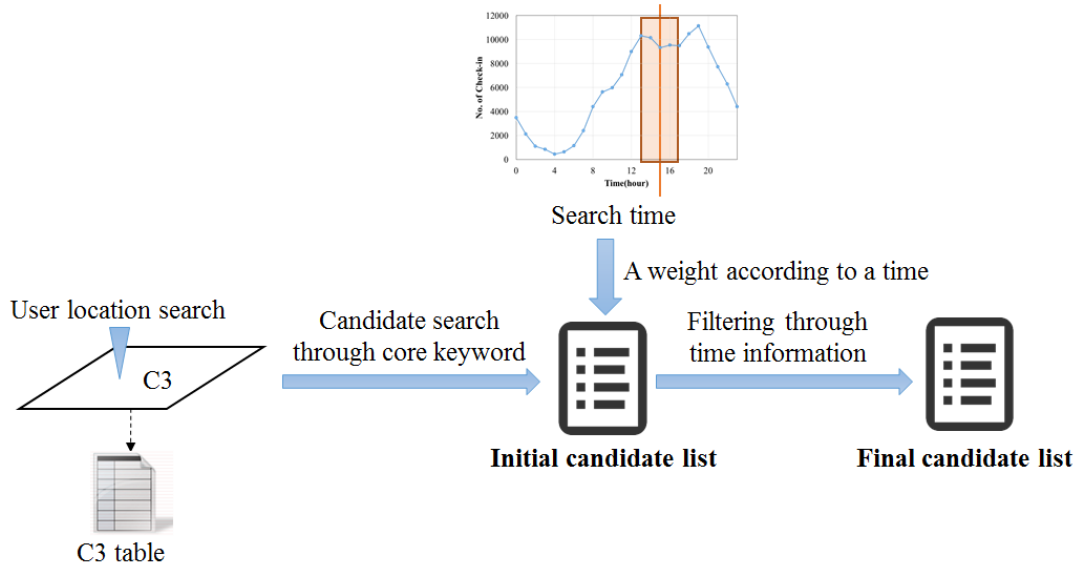 12000
10000
8000
6000
4000
2000
0
No. of Check-in
0 4 8 12 16 20
Time(hour)
Search time
A weight according to a time
User location search
C3
C3 table
Candidate search
through core keyword
Initial candidate list
Filtering through
time information
Final candidate list